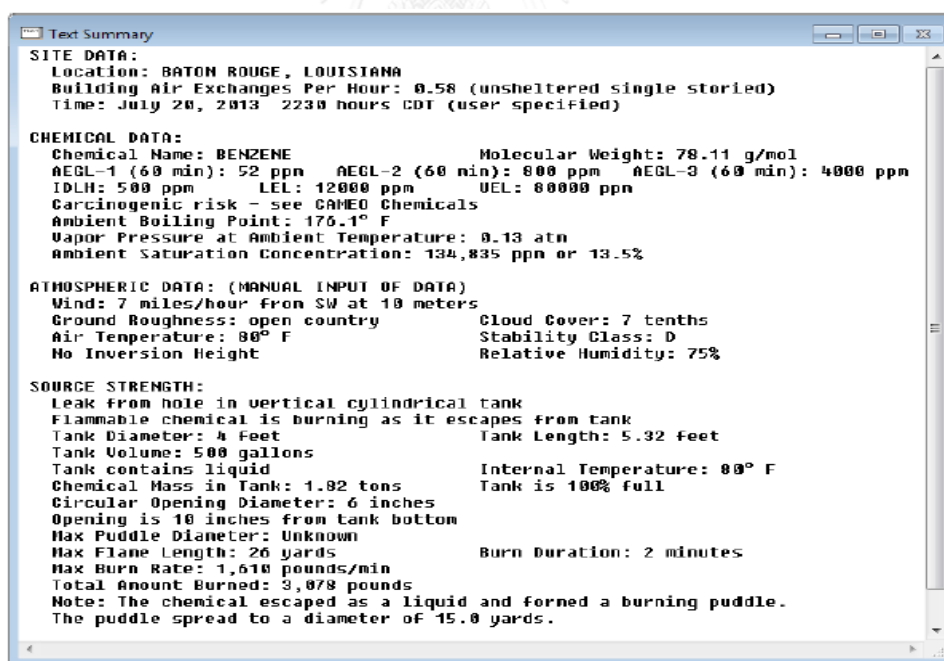 Text Summary
SITE DATA:
Location: BATON ROUGE, LOUISIANA
Building Air Exchanges Per Hour: 0.58 (unsheltered single storied)
Time: July 20, 2013 2230 hours CDT (user specified)
CHEMICAL DATA:
Chemical Name: BENZENE Molecular Weight: 78.11 g/mol
AEGL-1 (60 min): 52 ppm AEGL-2 (60 min): 800 ppm AEGL-3 (60 min): 4000 ppm
IDLH: 500 ppm LEL: 12000 ppm UEL: 80000 ppm
Carcinogenic risk - see CAMEO Chemicals
Ambient Boiling Point: 176.1° F
Vapor Pressure at Ambient Temperature: 0.13 atm
Ambient Saturation Concentration: 134,835 ppm or 13.5%
ATMOSPHERIC DATA: (MANUAL INPUT OF DATA)
Wind: 7 miles/hour from SW at 10 meters
Ground Roughness: open country Cloud Cover: 7 tenths
Air Temperature: 80° F Stability Class: D
No Inversion Height Relative Humidity: 75%
SOURCE STRENGTH:
Leak from hole in vertical cylindrical tank
Flammable chemical is burning as it escapes from tank
Tank Diameter: 4 feet Tank Length: 5.32 feet
Tank Volume: 500 gallons
Tank contains liquid Internal Temperature: 80° F
Chemical Mass in Tank: 1.82 tons Tank is 100% full
Circular Opening Diameter: 6 inches
Opening is 10 inches from tank bottom
Max Puddle Diameter: Unknown
Max Flame Length: 26 yards Burn Duration: 2 minutes
Max Burn Rate: 1,610 pounds/min
Total Amount Burned: 3,078 pounds
Note: The chemical escaped as a liquid and formed a burning puddle.
The puddle spread to a diameter of 15.0 yards.